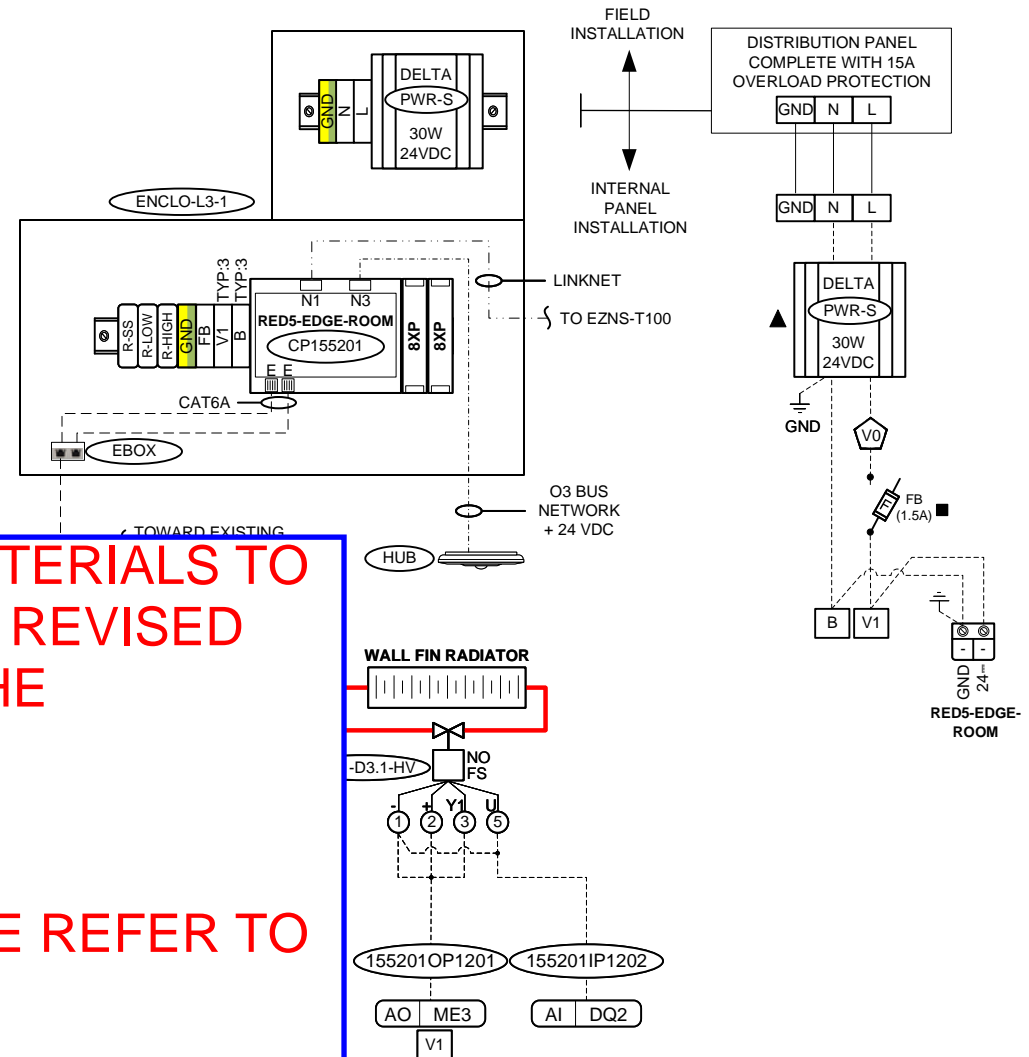 FIELD
INSTALLATION
DISTRIBUTION PANEL
COMPLETE WITH 15A
OVERLOAD PROTECTION
GND N L
DELTA
PWR-S
30W
24VDC
GND
N
L
ENCLO-L3-1
INTERNAL
PANEL
INSTALLATION
GND N L
LINKNET
TO EZNS-T100
R-SS
R-LOW
R-HIGH
GND
FB
V1
B
TYP:3
TYP:3
N1 N3
RED5-EDGE-ROOM
CP155201
8XP
8XP
E E
CAT6A
EBOX
DELTA
PWR-S
30W
24VDC
GND
V0
F
FB
(1.5A)
O3 BUS
NETWORK
+ 24 VDC
HUB
TOWARD EXISTING
B V1
- -
GND
24
RED5-EDGE-
ROOM
TERIALS TO
REVISED
HE
E REFER TO
WALL FIN RADIATOR
-D3.1-HV
NO
FS
- + Y1 U
1 2 3 5
155201OP1201 155201IP1202
AO ME3
AI DQ2
V1